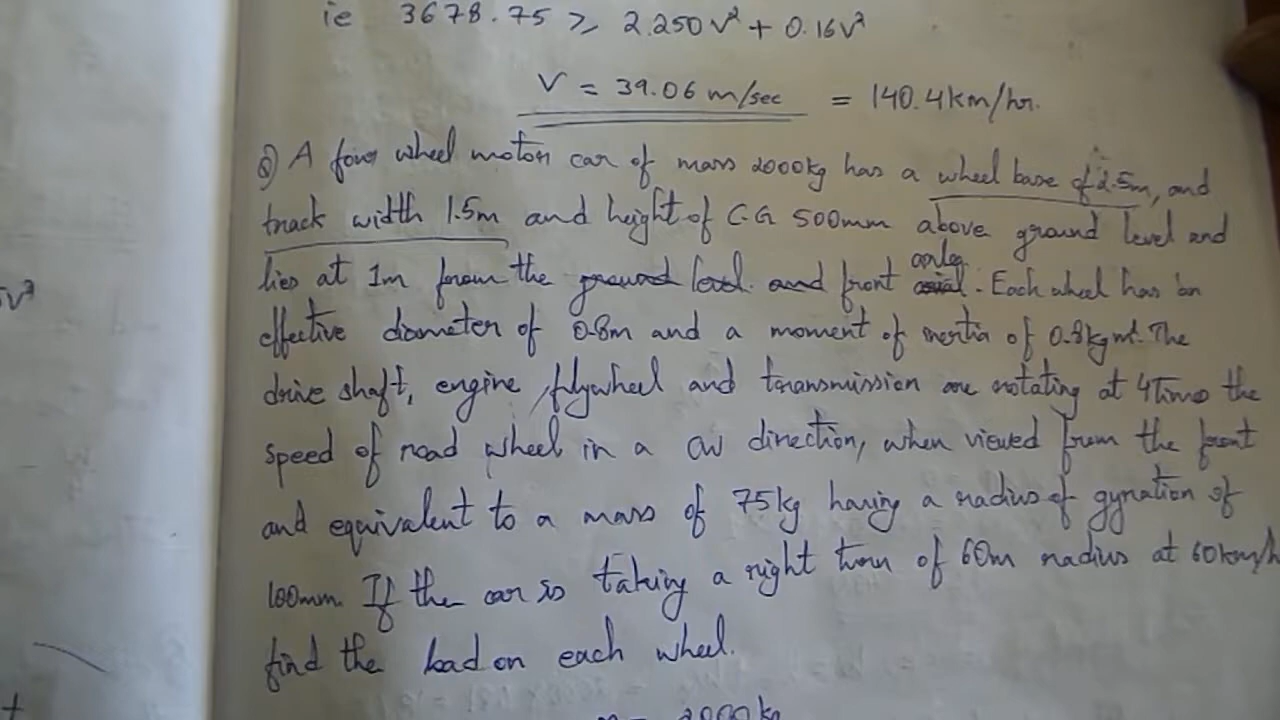 ie 3678.75 ≥ 2.250V² + 0.16V²
V = 39.06 m/sec = 140.4km/hr.
Q) A four wheel motor car of mass 2000kg has a wheel base of 2.5m, and
track width 1.5m and height of C.G 500mm above ground level and
axle
lies at 1m from the ground level and front axial. Each wheel has an
effective diameter of 0.8m and a moment of inertia of 0.8kgm². The
drive shaft, engine, flywheel and transmission are rotating at 4 times the
speed of road wheel in a CW direction, when viewed from the front
and equivalent to a mass of 75kg having a radius of gyration of
100mm. If the car is taking a right turn of 60m radius at 60km/h
find the load on each wheel.
2000kg